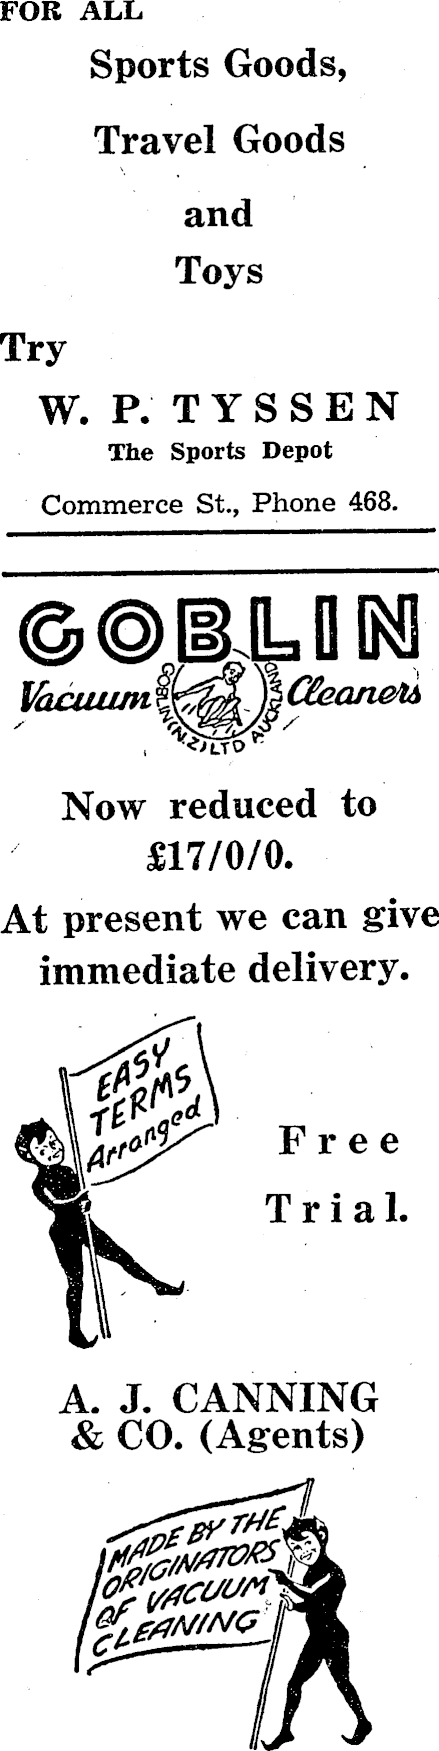 FOR ALL
Sports Goods,
Travel Goods
and
Toys
Try
W. P. TYSSEN
The Sports Depot
Commerce St., Phone 468.
GOBLIN
Vacuum Cleaners
GOBLIN (N.Z.) LTD AUCKLAND
Now reduced to
£17/0/0.
At present we can give
immediate delivery.
EASY
TERMS
Arranged
Free
Trial.
A. J. CANNING
& CO. (Agents)
MADE BY THE
ORIGINATORS
OF VACUUM
CLEANING